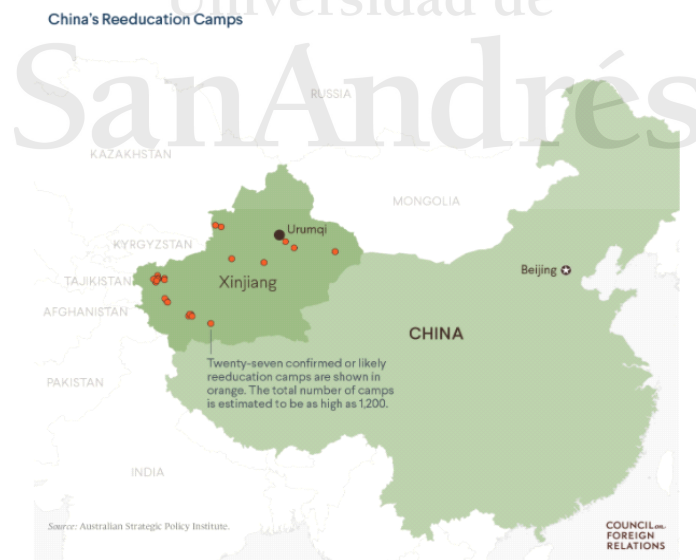 Universidad de
China's Reeducation Camps
SanAndrés
RUSSIA
KAZAKHSTAN
MONGOLIA
Urumqi
KYRGYZSTAN
Beijing
TAJIKISTAN
Xinjiang
AFGHANISTAN
CHINA
Twenty-seven confirmed or likely
reeducation camps are shown in
orange. The total number of camps
is estimated to be as high as 1,200.
PAKISTAN
INDIA
Source: Australian Strategic Policy Institute.
COUNCIL on
FOREIGN
RELATIONS